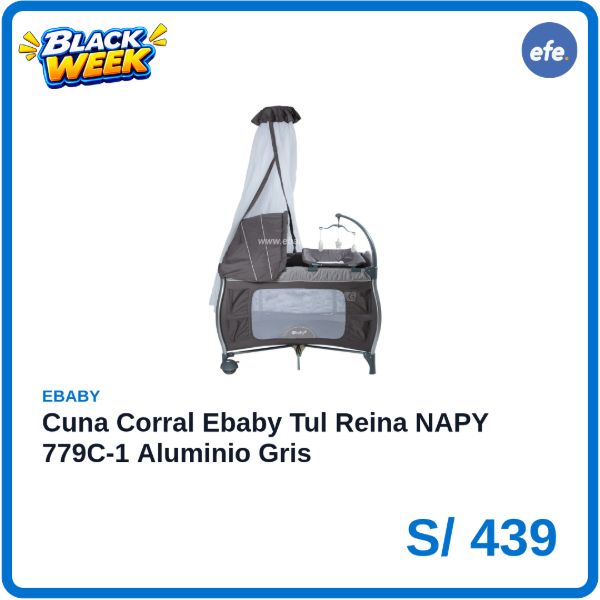 BLACK
WEEK
efe.
EBABY
Cuna Corral Ebaby Tul Reina NAPY
779C-1 Aluminio Gris
S/ 439